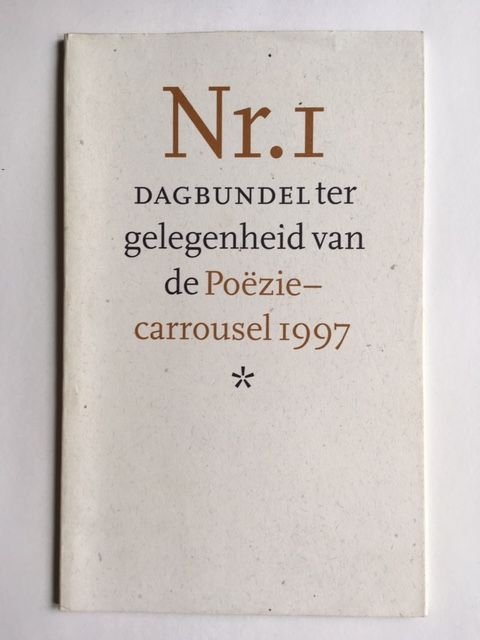 Nr.1
DAGBUNDEL ter
gelegenheid van
de Poëzie–
carrousel 1997
*